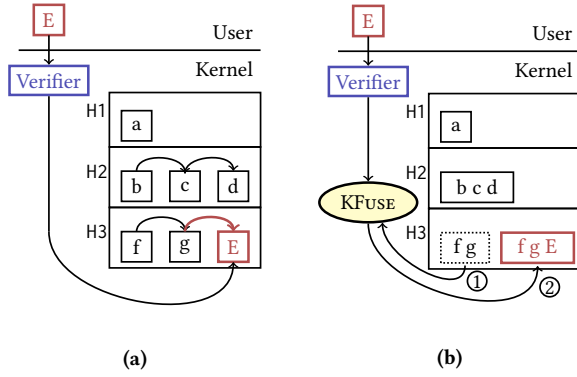 E
User
Kernel
Verifier
H1
a
H2
b c d
H3
f g E
(a)
E
User
Kernel
Verifier
H1
a
H2
b c d
KFUSE
H3
f g
f g E
①
②
(b)